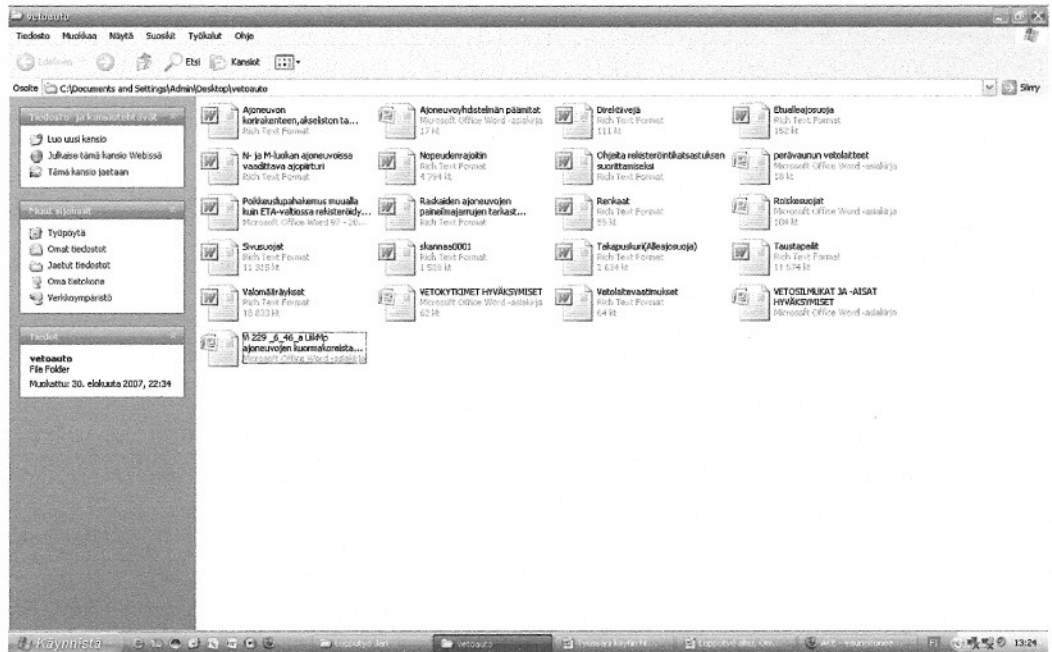 vetoauto
Tiedosto Muokkaa Näytä Suosikit Työkalut Ohje
Edellinen Etsi Kansiot
Osoite C:\Documents and Settings\Admin\Desktop\vetoauto Siirry
Tiedosto- ja kansiotehtävät
Luo uusi kansio
Julkaise tämä kansio Webissä
Tämä kansio jaetaan
Muut sijainnit
Työpöytä
Omat tiedostot
Jaetut tiedostot
Oma tietokone
Verkkoympäristö
Tiedot
vetoauto
File Folder
Muokattu: 30. elokuuta 2007, 22:34
Ajoneuvon
korirakenteen,akseliston ta...
Rich Text Format
Ajoneuvoyhdistelmän päämitat
Microsoft Office Word -asiakirja
17 kt
Direktivejä
Rich Text Format
111 kt
Etualleajosuoja
Rich Text Format
152 kt
N- ja M-luokan ajoneuvoissa
vaadittava ajopiirturi
Rich Text Format
Nopeudenrajoitin
Rich Text Format
4 794 kt
Ohjeita rekisteröintikatsastuksen
suorittamiseksi
Rich Text Format
perävaunun vetolaitteet
Microsoft Office Word -asiakirja
18 kt
Poikkeuslupahakemus muualla
kuin ETA-valtiossa rekisteröidy...
Microsoft Office Word 97 - 20...
Raskaiden ajoneuvojen
paineilmajarrujen tarkast...
Rich Text Format
Renkaat
Rich Text Format
Roiskesuojat
Microsoft Office Word -asiakirja
104 kt
Sivusuojat
Rich Text Format
11 315 kt
skannaa0001
Rich Text Format
Takapuskuri(Alleajosuoja)
Rich Text Format
Taustapeilit
Rich Text Format
11 574 kt
Valomääräykset
Rich Text Format
18 833 kt
VETOKYTKIMET HYVÄKSYMISET
Microsoft Office Word -asiakirja
62 kt
Vetolaitevaatimukset
Rich Text Format
64 kt
VETOSILMUKAT JA -AISAT
HYVÄKSYMISET
Microsoft Office Word -asiakirja
229 _6_46_a LiikMp
ajoneuvojen kuormakoreista...
Microsoft Office Word -asiakirja
Käynnistä vetoauto FI 13:24